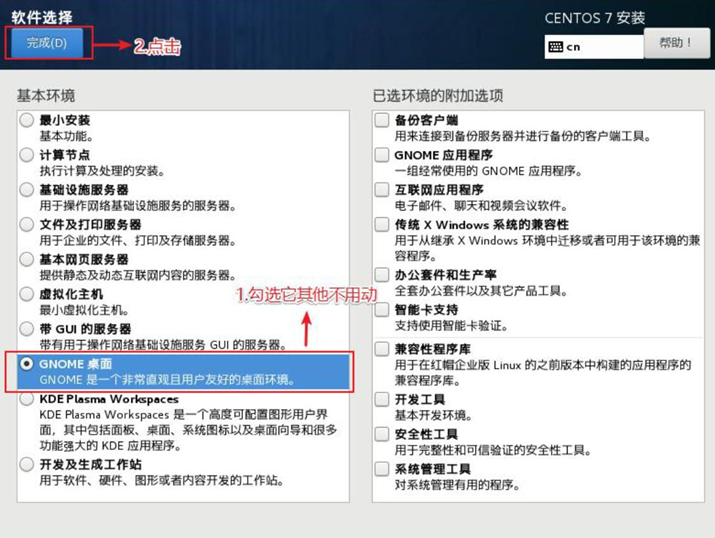 软件选择
CENTOS 7 安装
完成(D)
2.点击
cn
帮助！
基本环境
最小安装
基本功能。
计算节点
执行计算及处理的安装。
基础设施服务器
用于操作网络基础设施服务的服务器。
文件及打印服务器
用于企业的文件、打印及存储服务器。
基本网页服务器
提供静态及动态互联网内容的服务器。
虚拟化主机
最小虚拟化主机。
1.勾选它其他不用动
带 GUI 的服务器
带有用于操作网络基础设施服务 GUI 的服务器。
GNOME 桌面
GNOME 是一个非常直观且用户友好的桌面环境。
KDE Plasma Workspaces
KDE Plasma Workspaces 是一个高度可配置图形用户界
面，其中包括面板、桌面、系统图标以及桌面向导和很多
功能强大的 KDE 应用程序。
开发及生成工作站
用于软件、硬件、图形或者内容开发的工作站。
已选环境的附加选项
备份客户端
用来连接到备份服务器并进行备份的客户端工具。
GNOME 应用程序
一组经常使用的 GNOME 应用程序。
互联网应用程序
电子邮件、聊天和视频会议软件。
传统 X Windows 系统的兼容性
用于从继承 X Windows 环境中迁移或者可用于该环境的兼
容程序。
办公套件和生产率
全套办公套件以及其它产品工具。
智能卡支持
支持使用智能卡验证。
兼容性程序库
用于在红帽企业版 Linux 的之前版本中构建的应用程序的
兼容程序库。
开发工具
基本开发环境。
安全性工具
用于完整性和可信验证的安全性工具。
系统管理工具
对系统管理有用的程序。